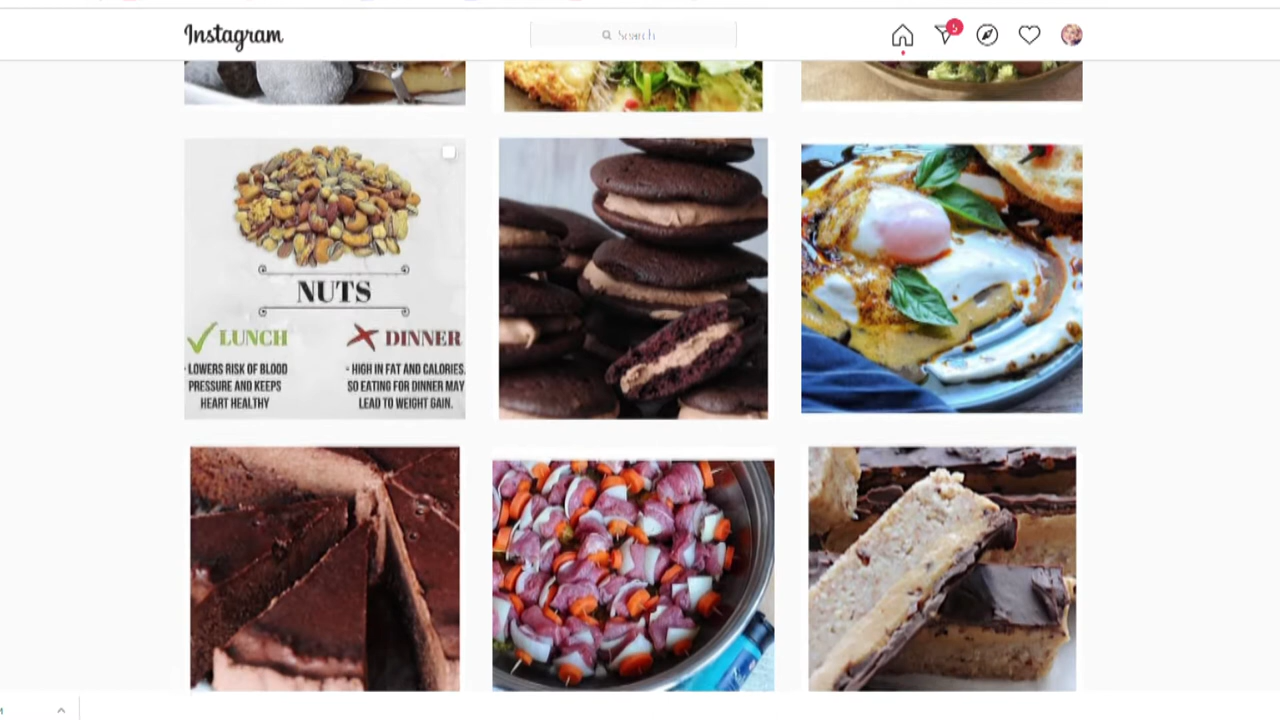 Instagram
Search
5
NUTS
LUNCH
DINNER
- LOWERS RISK OF BLOOD
PRESSURE AND KEEPS
HEART HEALTHY
- HIGH IN FAT AND CALORIES,
SO EATING FOR DINNER MAY
LEAD TO WEIGHT GAIN.